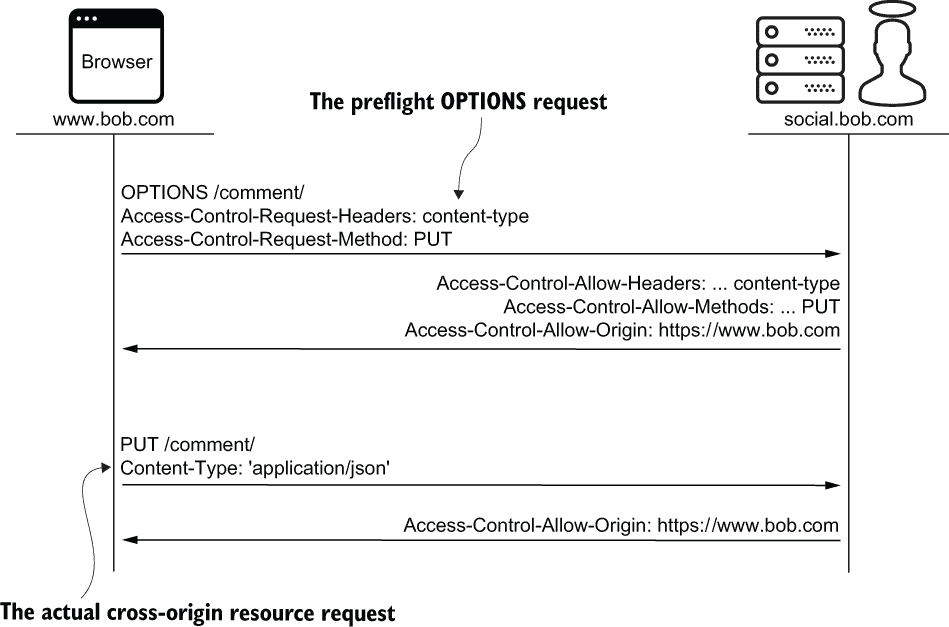 Browser
www.bob.com
social.bob.com
The preflight OPTIONS request
OPTIONS /comment/
Access-Control-Request-Headers: content-type
Access-Control-Request-Method: PUT
Access-Control-Allow-Headers: ... content-type
Access-Control-Allow-Methods: ... PUT
Access-Control-Allow-Origin: https://www.bob.com
PUT /comment/
Content-Type: 'application/json'
Access-Control-Allow-Origin: https://www.bob.com
The actual cross-origin resource request